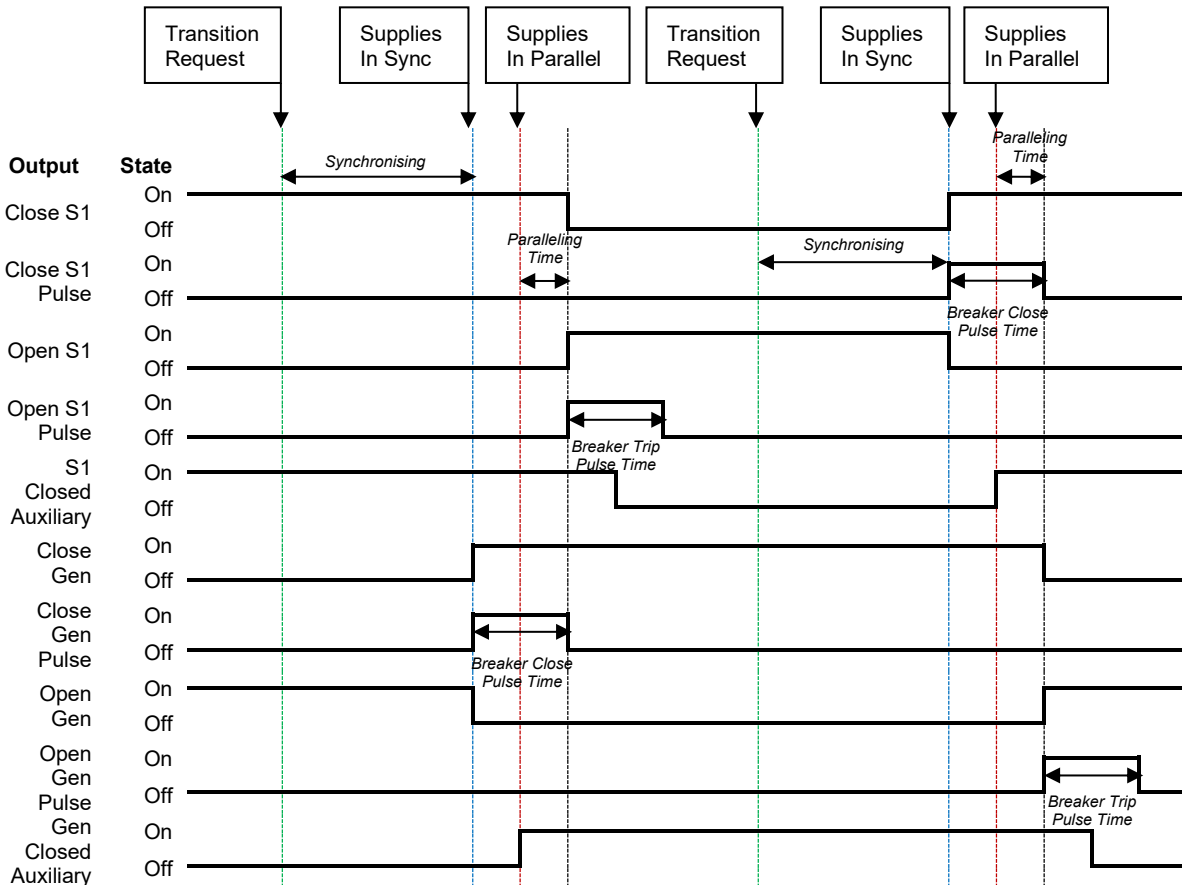 Transition
Request
Supplies
In Sync
Supplies
In Parallel
Transition
Request
Supplies
In Sync
Supplies
In Parallel
Paralleling
Time
Output State
Synchronising
On
Close S1
Off
Paralleling
Time
Synchronising
On
Close S1
Pulse
Off
Breaker Close
Pulse Time
On
Open S1
Off
On
Open S1
Pulse
Off
Breaker Trip
Pulse Time
On
S1
Closed
Auxiliary
Off
On
Close
Gen
Off
On
Close
Gen
Pulse
Off
Breaker Close
Pulse Time
On
Open
Gen
Off
On
Open
Gen
Pulse
Off
Breaker Trip
Pulse Time
On
Gen
Closed
Auxiliary
Off